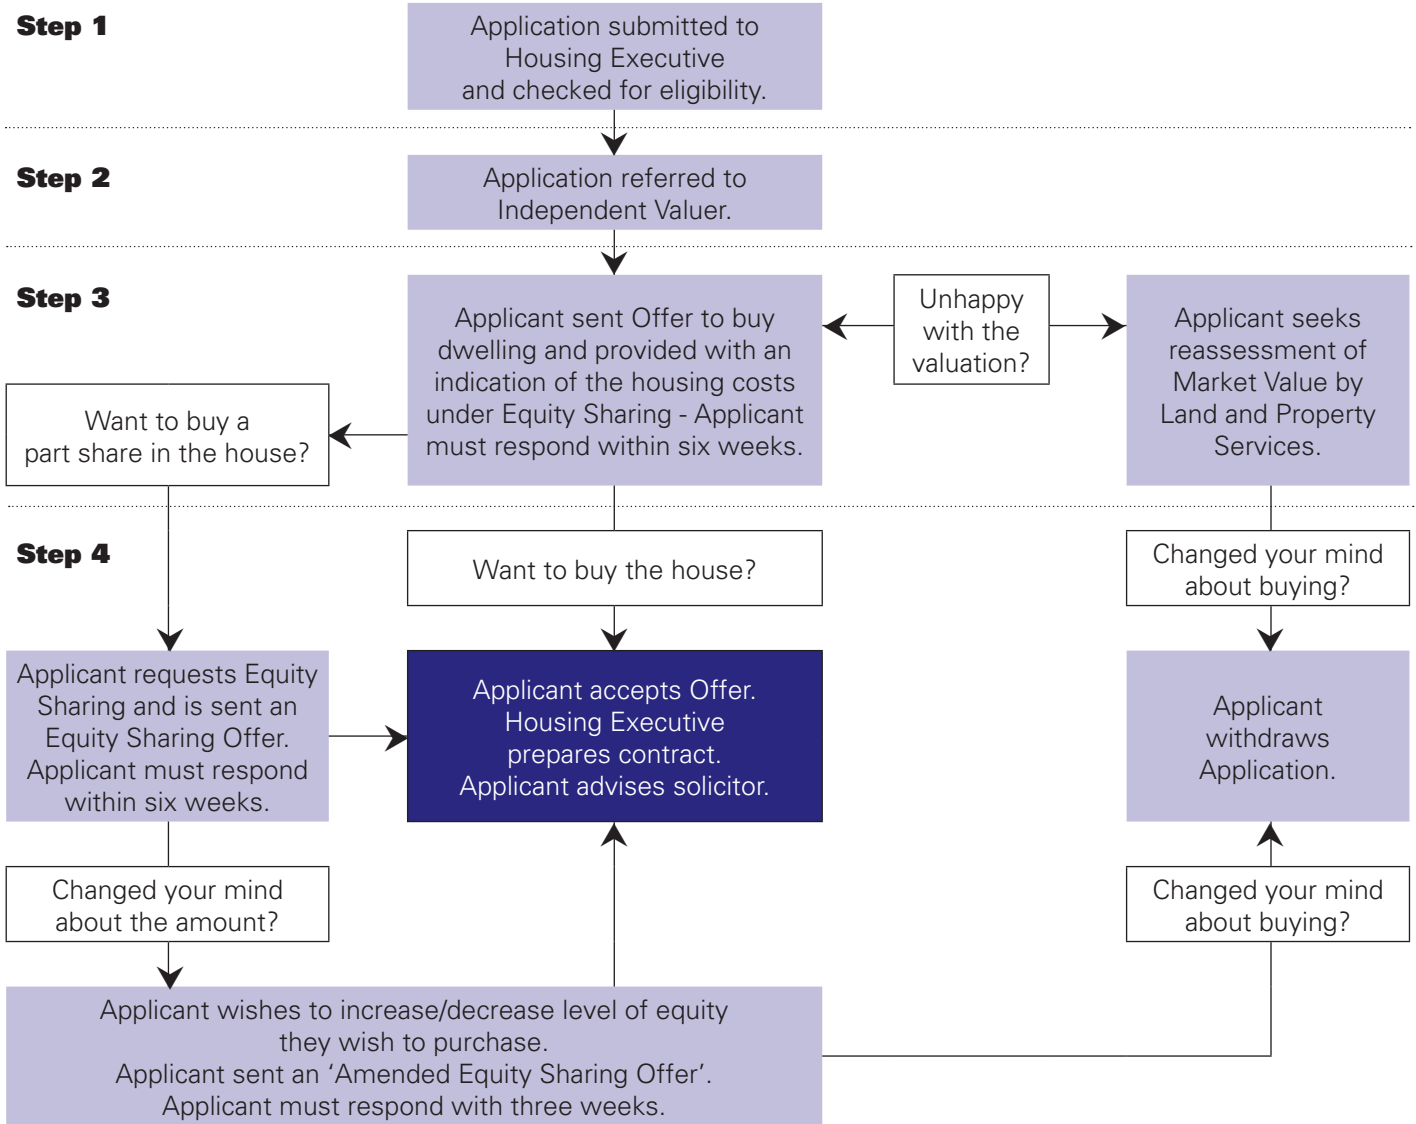 Step 1
Application submitted to
Housing Executive
and checked for eligibility.
Step 2
Application referred to
Independent Valuer.
Step 3
Applicant sent Offer to buy
dwelling and provided with an
indication of the housing costs
under Equity Sharing - Applicant
must respond within six weeks.
Unhappy
with the
valuation?
Applicant seeks
reassessment of
Market Value by
Land and Property
Services.
Want to buy a
part share in the house?
Step 4
Want to buy the house?
Changed your mind
about buying?
Applicant requests Equity
Sharing and is sent an
Equity Sharing Offer.
Applicant must respond
within six weeks.
Applicant accepts Offer.
Housing Executive
prepares contract.
Applicant advises solicitor.
Applicant
withdraws
Application.
Changed your mind
about the amount?
Changed your mind
about buying?
Applicant wishes to increase/decrease level of equity
they wish to purchase.
Applicant sent an ‘Amended Equity Sharing Offer’.
Applicant must respond with three weeks.